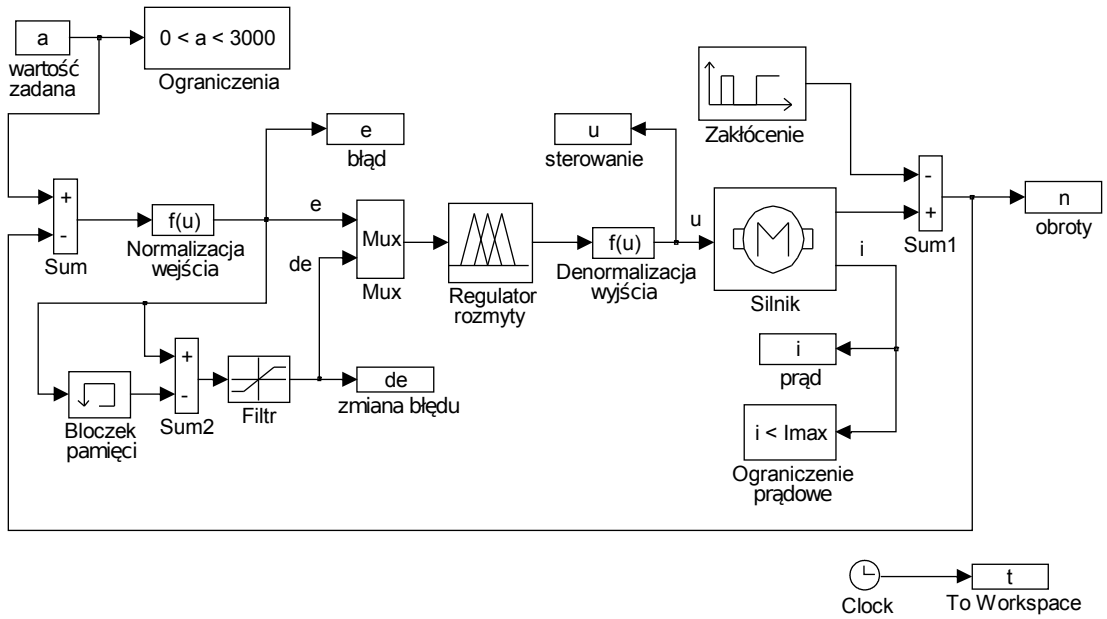 a
wartość
zadana
0 < a < 3000
Ograniczenia
e
błąd
u
sterowanie
Zakłócenie
+
-
Sum
f(u)
Normalizacja
wejścia
e
de
Mux
Mux
Regulator
rozmyty
f(u)
Denormalizacja
wyjścia
u
Silnik
i
-
+
Sum1
n
obroty
Bloczek
pamięci
+
-
Sum2
Filtr
de
zmiana błędu
i
prąd
i < Imax
Ograniczenie
prądowe
Clock
t
To Workspace